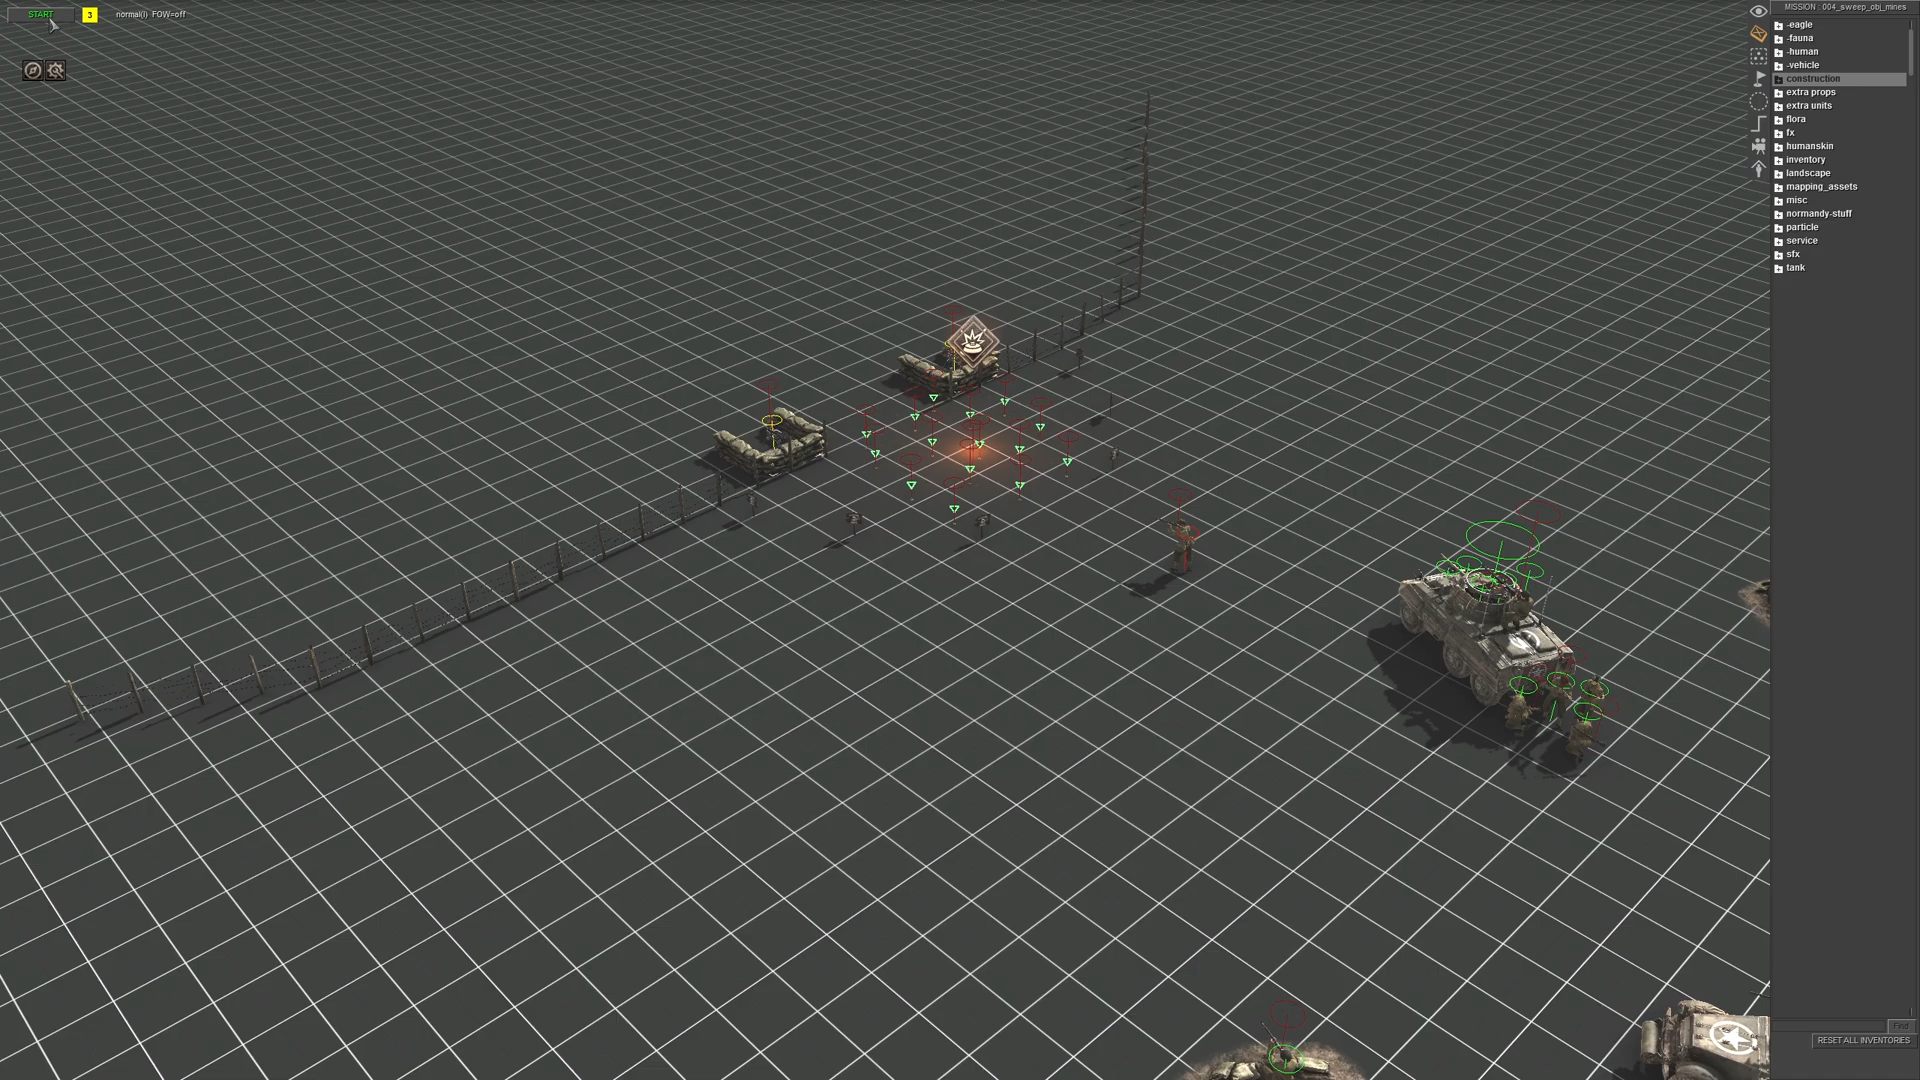 START
3
normal(I) FOW=off
MISSION : 004_sweep_obj_mines
-eagle
-fauna
-human
-vehicle
construction
extra props
extra units
flora
fx
humanskin
inventory
landscape
mapping_assets
misc
normandy-stuff
particle
service
sfx
tank
Find
RESET ALL INVENTORIES